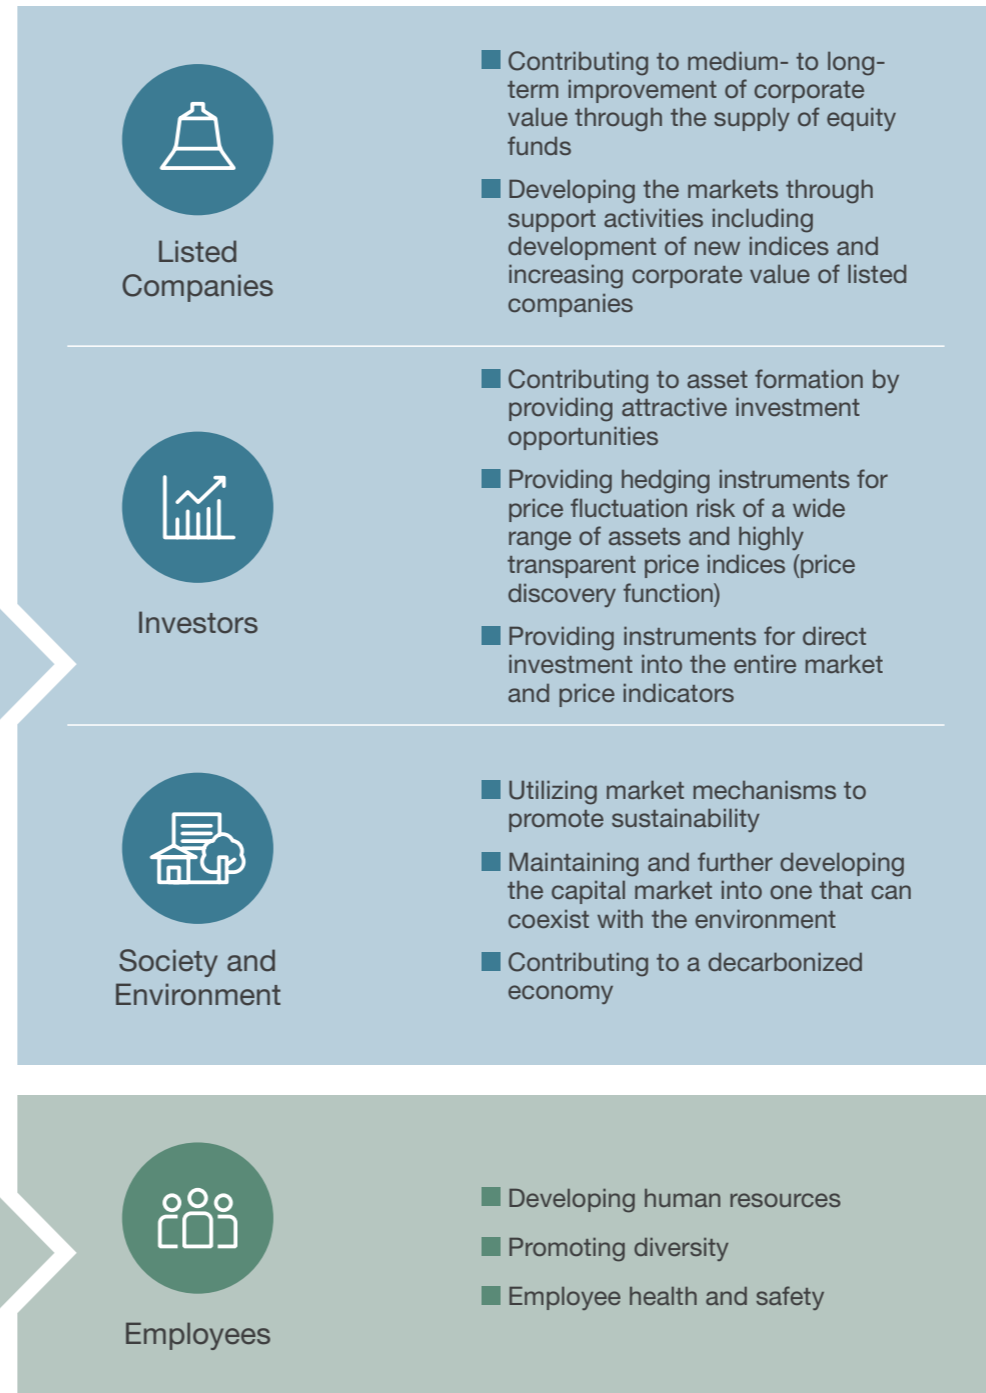 Listed
Companies
■ Contributing to medium- to long-
term improvement of corporate
value through the supply of equity
funds
■ Developing the markets through
support activities including
development of new indices and
increasing corporate value of listed
companies
Investors
■ Contributing to asset formation by
providing attractive investment
opportunities
■ Providing hedging instruments for
price fluctuation risk of a wide
range of assets and highly
transparent price indices (price
discovery function)
■ Providing instruments for direct
investment into the entire market
and price indicators
Society and
Environment
■ Utilizing market mechanisms to
promote sustainability
■ Maintaining and further developing
the capital market into one that can
coexist with the environment
■ Contributing to a decarbonized
economy
Employees
■ Developing human resources
■ Promoting diversity
■ Employee health and safety